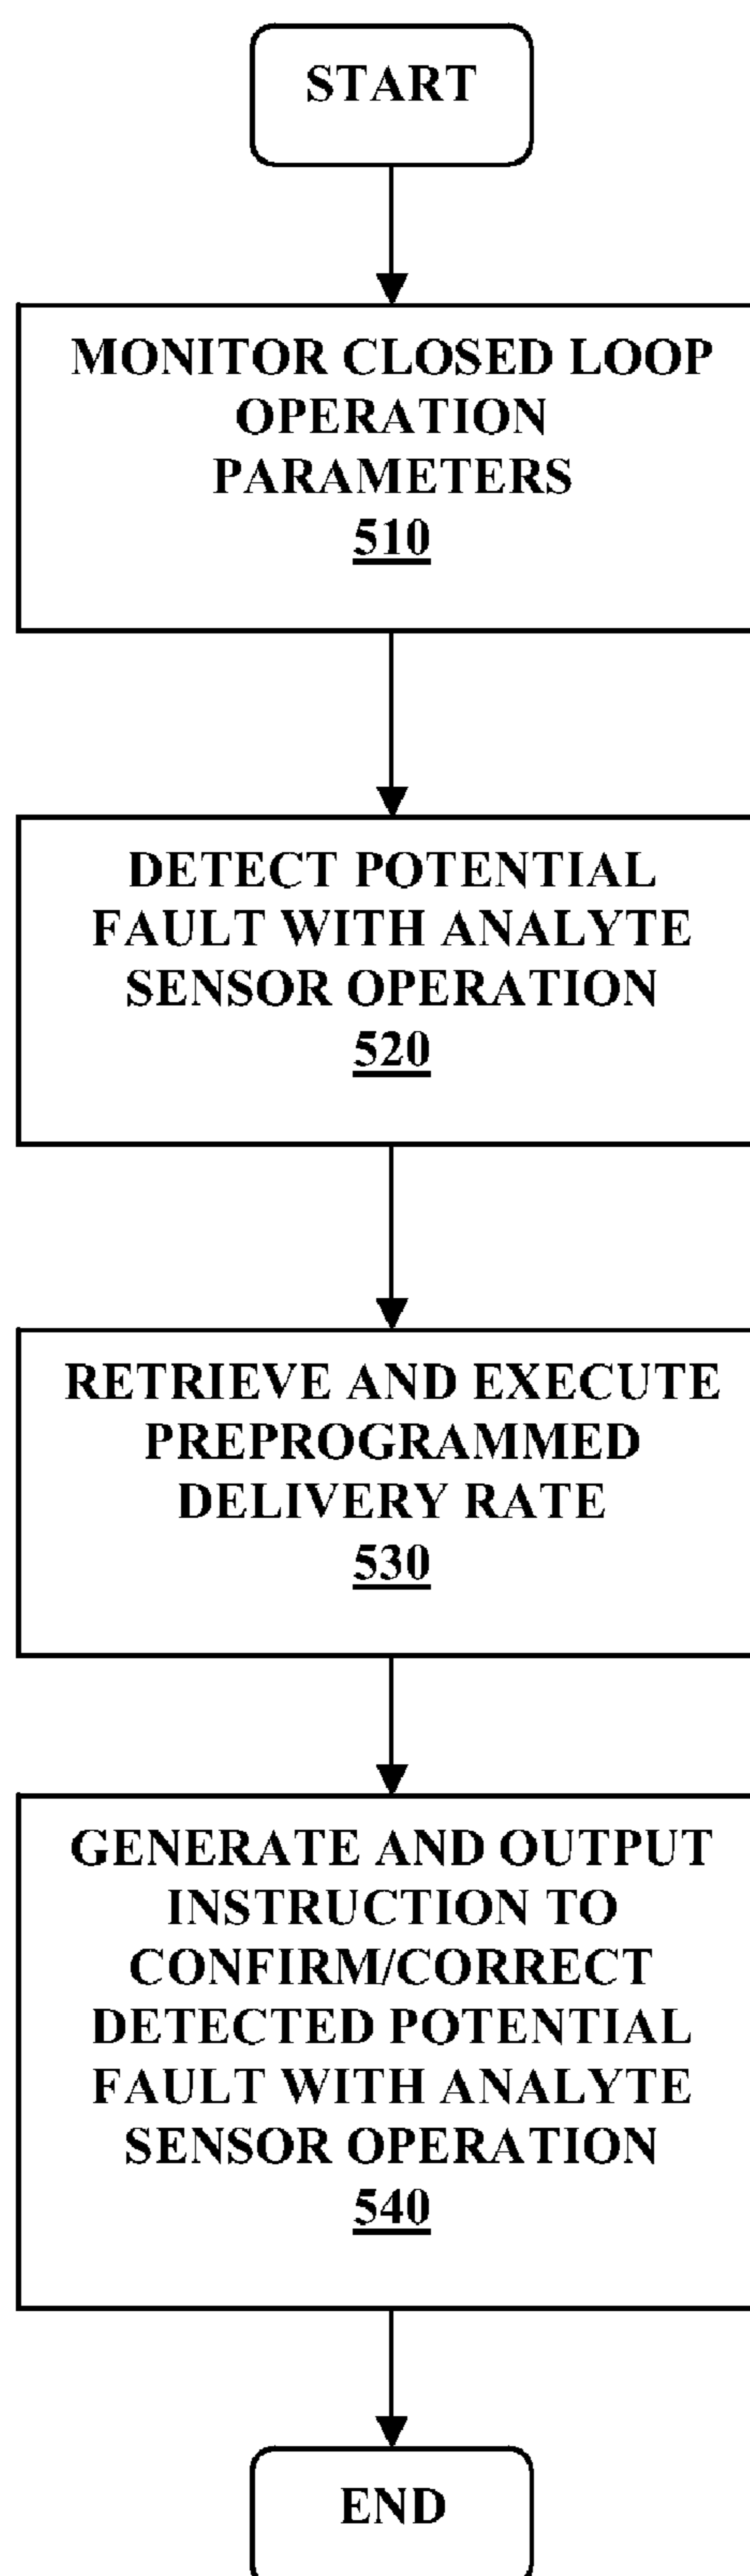 START
MONITOR CLOSED LOOP
OPERATION
PARAMETERS
510
DETECT POTENTIAL
FAULT WITH ANALYTE
SENSOR OPERATION
520
RETRIEVE AND EXECUTE
PREPROGRAMMED
DELIVERY RATE
530
GENERATE AND OUTPUT
INSTRUCTION TO
CONFIRM/CORRECT
DETECTED POTENTIAL
FAULT WITH ANALYTE
SENSOR OPERATION
540
END